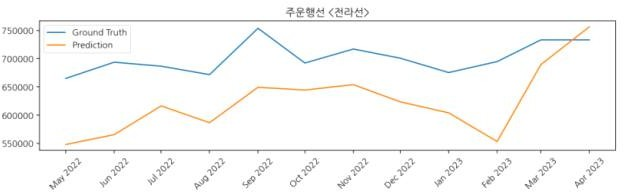 주운행선 <전라선>
Ground Truth
Prediction
750000
700000
650000
600000
550000
May 2022
Jun 2022
Jul 2022
Aug 2022
Sep 2022
Oct 2022
Nov 2022
Dec 2022
Jan 2023
Feb 2023
Mar 2023
Apr 2023